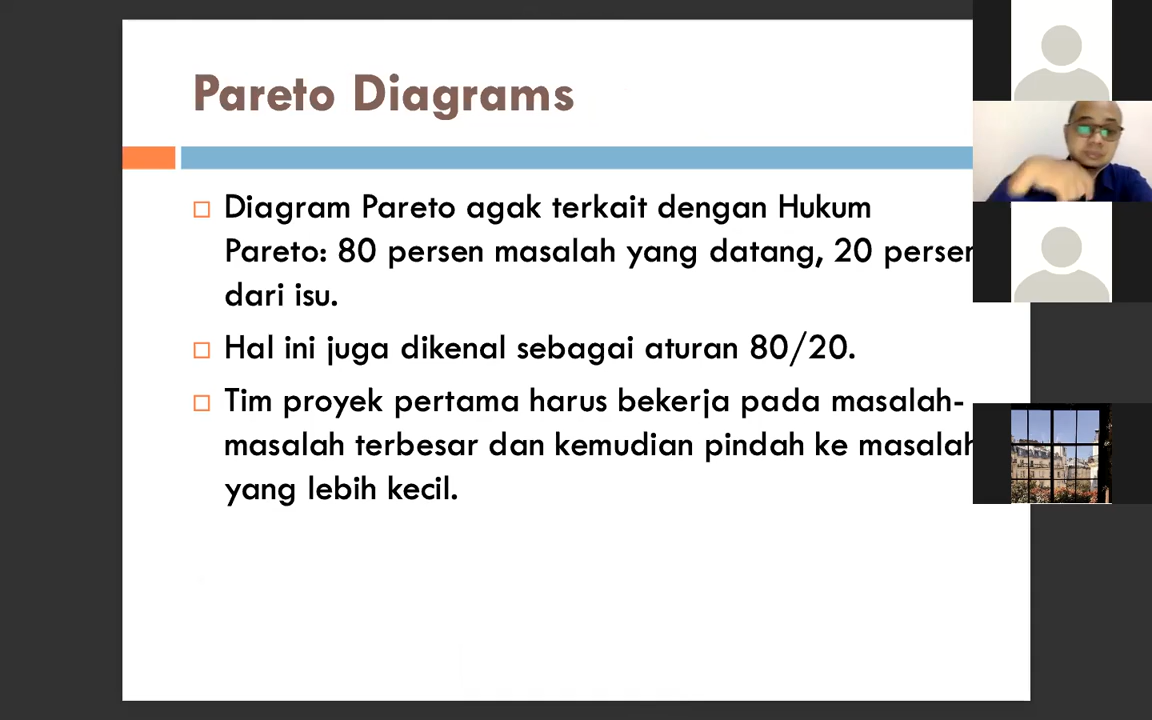 Pareto Diagrams
Diagram Pareto agak terkait dengan Hukum
Pareto: 80 persen masalah yang datang, 20 persen
dari isu.
Hal ini juga dikenal sebagai aturan 80/20.
Tim proyek pertama harus bekerja pada masalah-
masalah terbesar dan kemudian pindah ke masalah
yang lebih kecil.